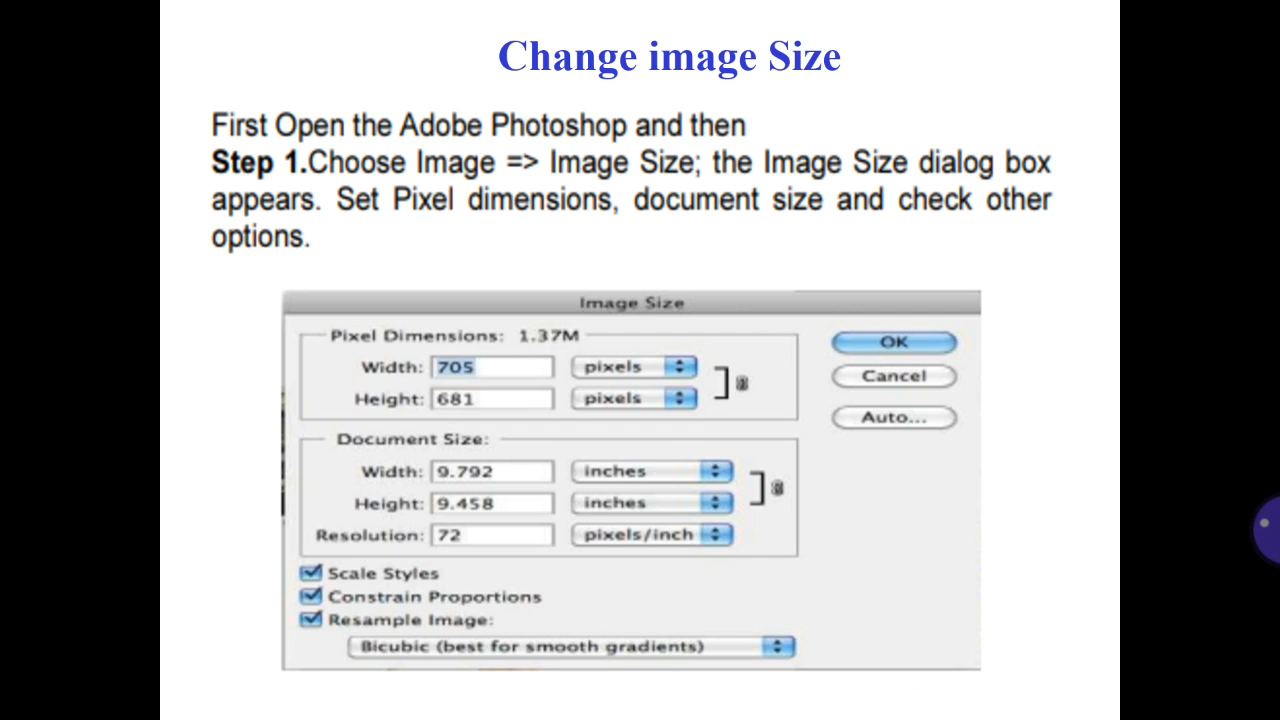 Change image Size
First Open the Adobe Photoshop and then
Step 1.Choose Image => Image Size; the Image Size dialog box
appears. Set Pixel dimensions, document size and check other
options.
Image Size
Pixel Dimensions: 1.37M
Width: 705 pixels
Height: 681 pixels
OK
Cancel
Auto...
Document Size:
Width: 9.792 inches
Height: 9.458 inches
Resolution: 72 pixels/inch
Scale Styles
Constrain Proportions
Resample Image:
Bicubic (best for smooth gradients)